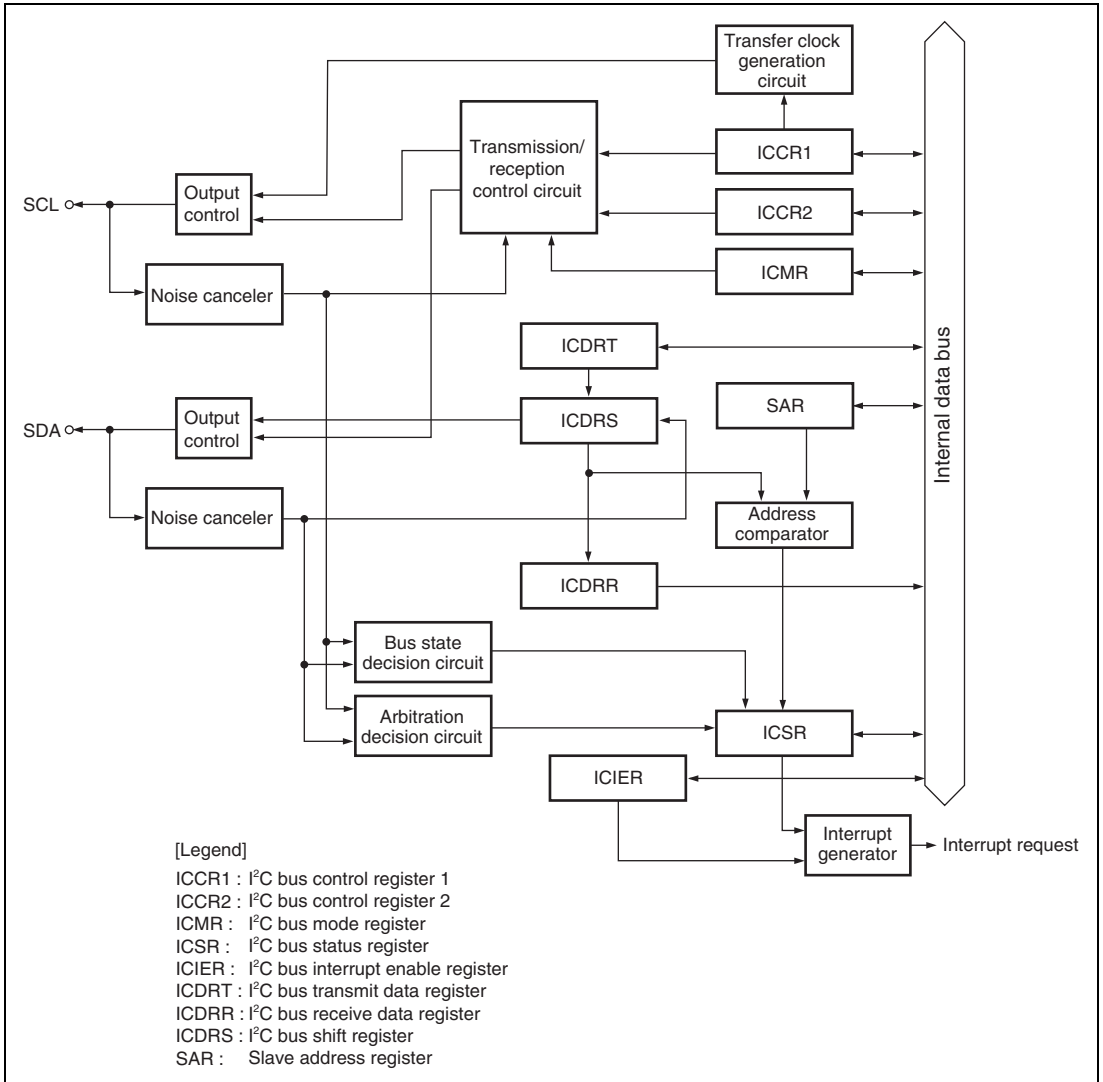 Transfer clock
generation
circuit
Transmission/
reception
control circuit
ICCR1
Output
control
SCL
ICCR2
Noise canceler
ICMR
ICDRT
Internal data bus
SAR
Output
control
SDA
ICDRS
Noise canceler
Address
comparator
ICDRR
Bus state
decision circuit
Arbitration
decision circuit
ICSR
ICIER
Interrupt
generator
Interrupt request
[Legend]
ICCR1 : I²C bus control register 1
ICCR2 : I²C bus control register 2
ICMR : I²C bus mode register
ICSR : I²C bus status register
ICIER : I²C bus interrupt enable register
ICDRT : I²C bus transmit data register
ICDRR : I²C bus receive data register
ICDRS : I²C bus shift register
SAR : Slave address register